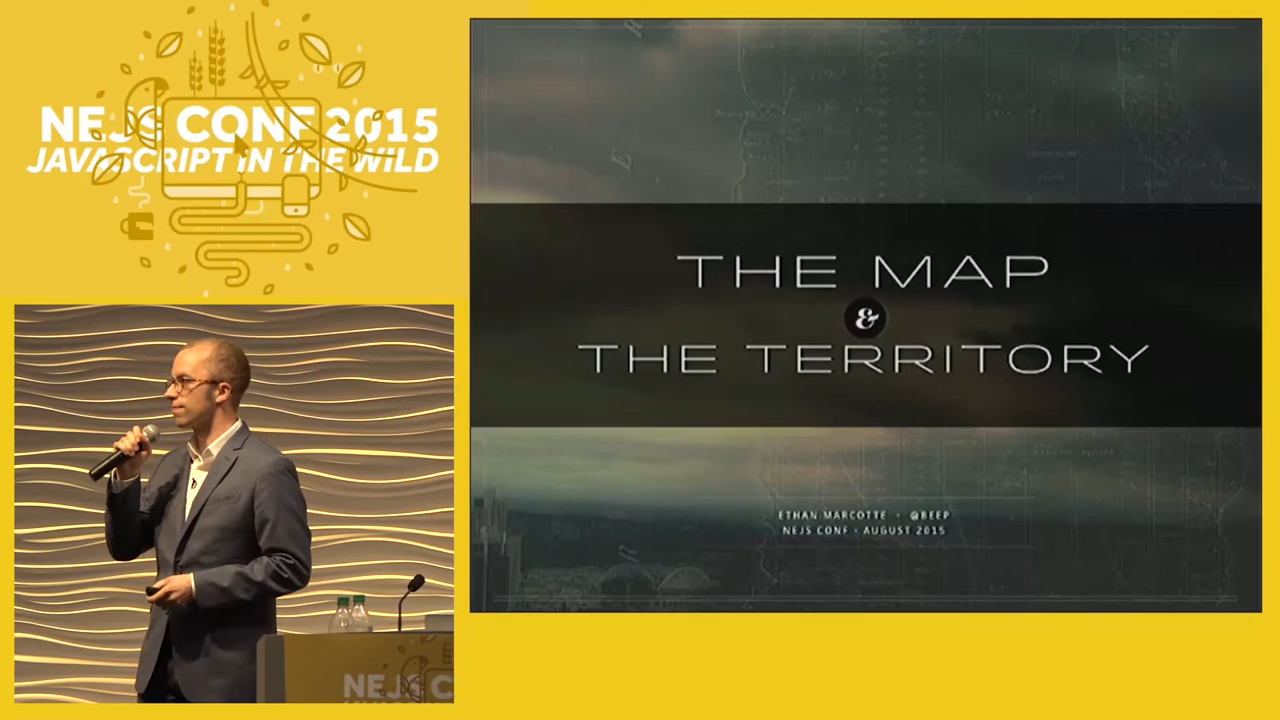 NEJS CONF 2015
JAVASCRIPT IN THE WILD
THE MAP
&
THE TERRITORY
ETHAN MARCOTTE · @BEEP
NEJS CONF · AUGUST 2015
NEJS C